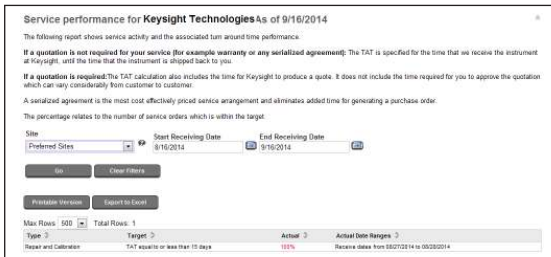 Service performance for Keysight Technologies As of 9/16/2014
The following report shows service activity and the associated turn around time performance.
If a quotation is not required for your service (for example warranty or any serialized agreement): The TAT is specified for the time that we receive the instrument
at Keysight, until the time that the instrument is shipped back to you.
If a quotation is required:The TAT calculation also includes the time for Keysight to produce a quote. It does not include the time required for you to approve the quotation
which can vary considerably from customer to customer.
A serialized agreement is the most cost effectively priced service arrangement and eliminates added time for generating a purchase order.
The percentage relates to the number of service orders which is within the target.
Site Start Receiving Date End Receiving Date
Preferred Sites 8/16/2014 9/16/2014
Go Clear Filters
Printable Version Export to Excel
Max Rows 500 Total Rows: 1
Type Target Actual Actual Date Ranges
Repair and Calibration TAT equal to or less than 15 days 100% Receive dates from 08/27/2014 to 08/28/2014